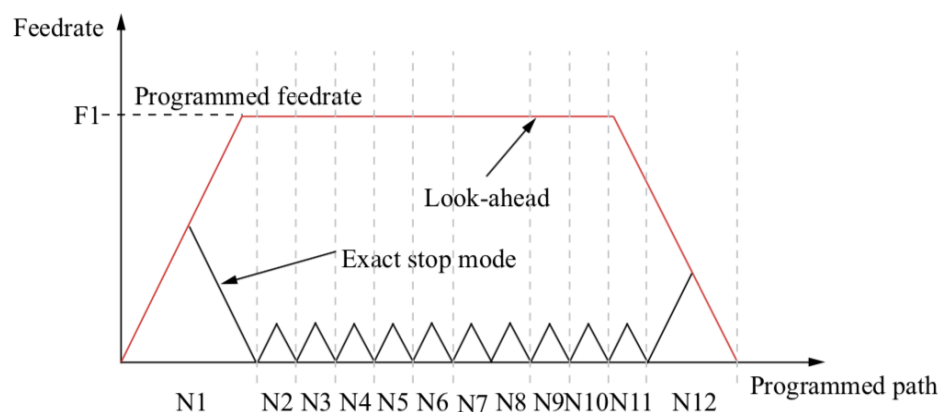 Feedrate
Programmed feedrate
F1
Look-ahead
Exact stop mode
Programmed path
N1 N2 N3 N4 N5 N6 N7 N8 N9 N10 N11 N12